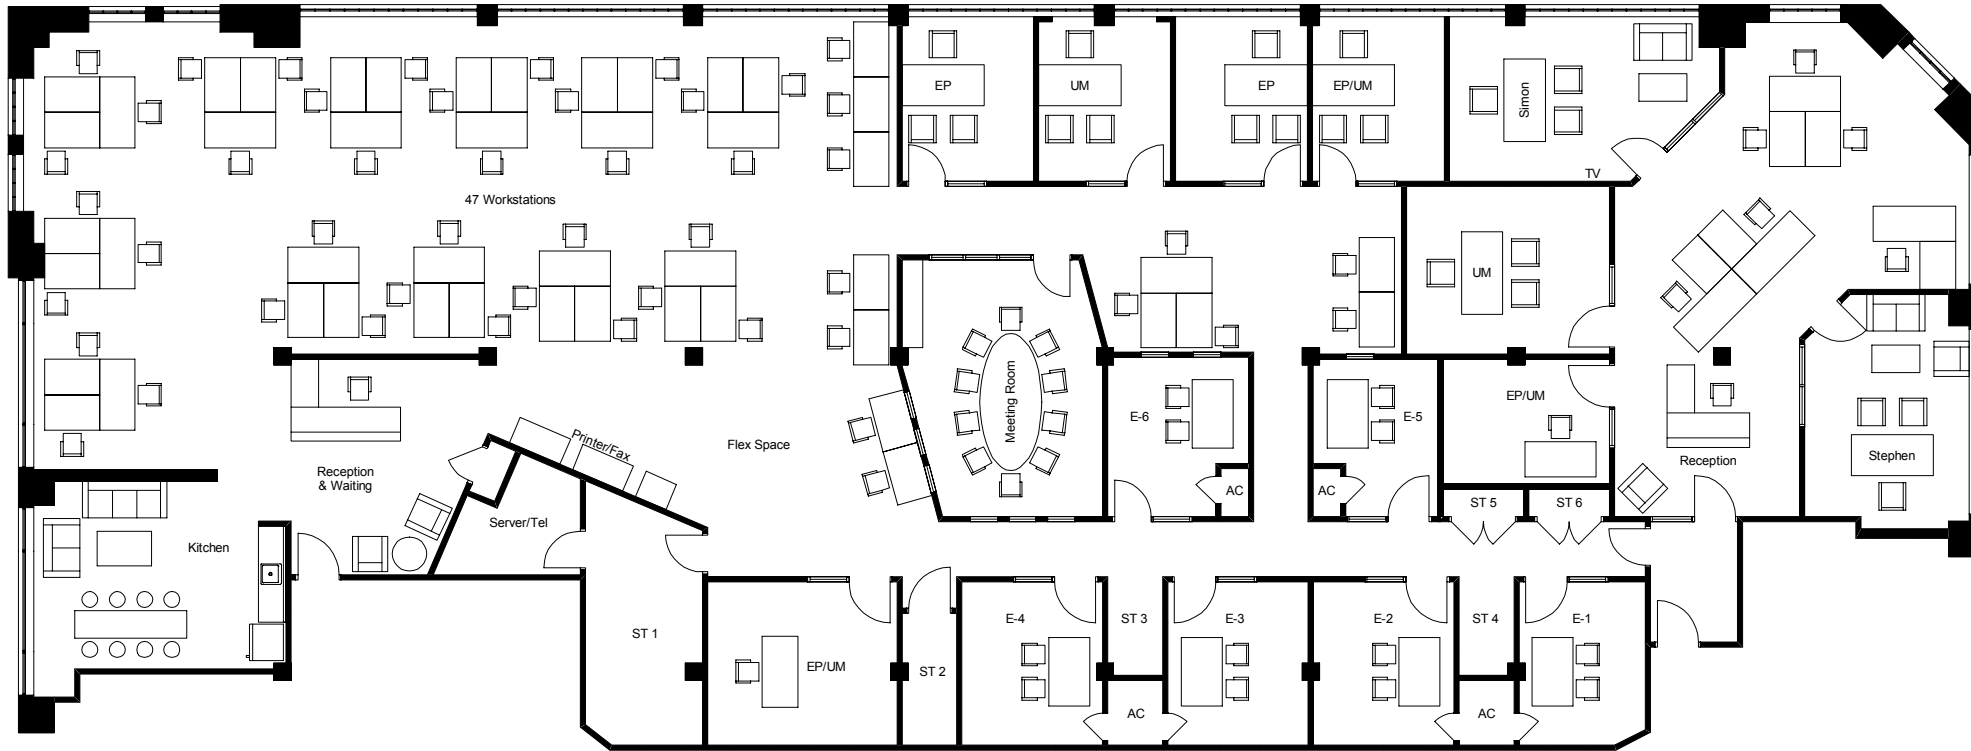 EP
UM
EP
EP/UM
Simon
TV
47 Workstations
UM
Meeting Room
E-6
E-5
EP/UM
Printer/Fax
Flex Space
Reception
& Waiting
Reception
Stephen
AC
AC
ST 5
ST 6
Server/Tel
Kitchen
ST 1
EP/UM
ST 2
E-4
ST 3
E-3
E-2
ST 4
E-1
AC
AC